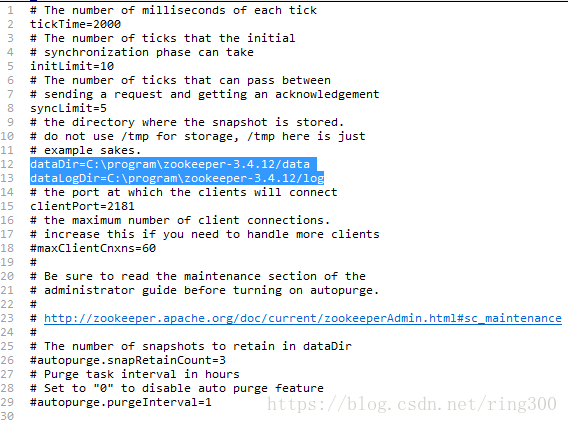 1 # The number of milliseconds of each tick
2 tickTime=2000
3 # The number of ticks that the initial
4 # synchronization phase can take
5 initLimit=10
6 # The number of ticks that can pass between
7 # sending a request and getting an acknowledgement
8 syncLimit=5
9 # the directory where the snapshot is stored.
10 # do not use /tmp for storage, /tmp here is just
11 # example sakes.
12 dataDir=C:\program\zookeeper-3.4.12/data
13 dataLogDir=C:\program\zookeeper-3.4.12/log
14 # the port at which the clients will connect
15 clientPort=2181
16 # the maximum number of client connections.
17 # increase this if you need to handle more clients
18 #maxClientCnxns=60
19 #
20 # Be sure to read the maintenance section of the
21 # administrator guide before turning on autopurge.
22 #
23 # http://zookeeper.apache.org/doc/current/zookeeperAdmin.html#sc_maintenance
24 #
25 # The number of snapshots to retain in dataDir
26 #autopurge.snapRetainCount=3
27 # Purge task interval in hours
28 # Set to "0" to disable auto purge feature
29 #autopurge.purgeInterval=1
30
https://blog.csdn.net/ring300